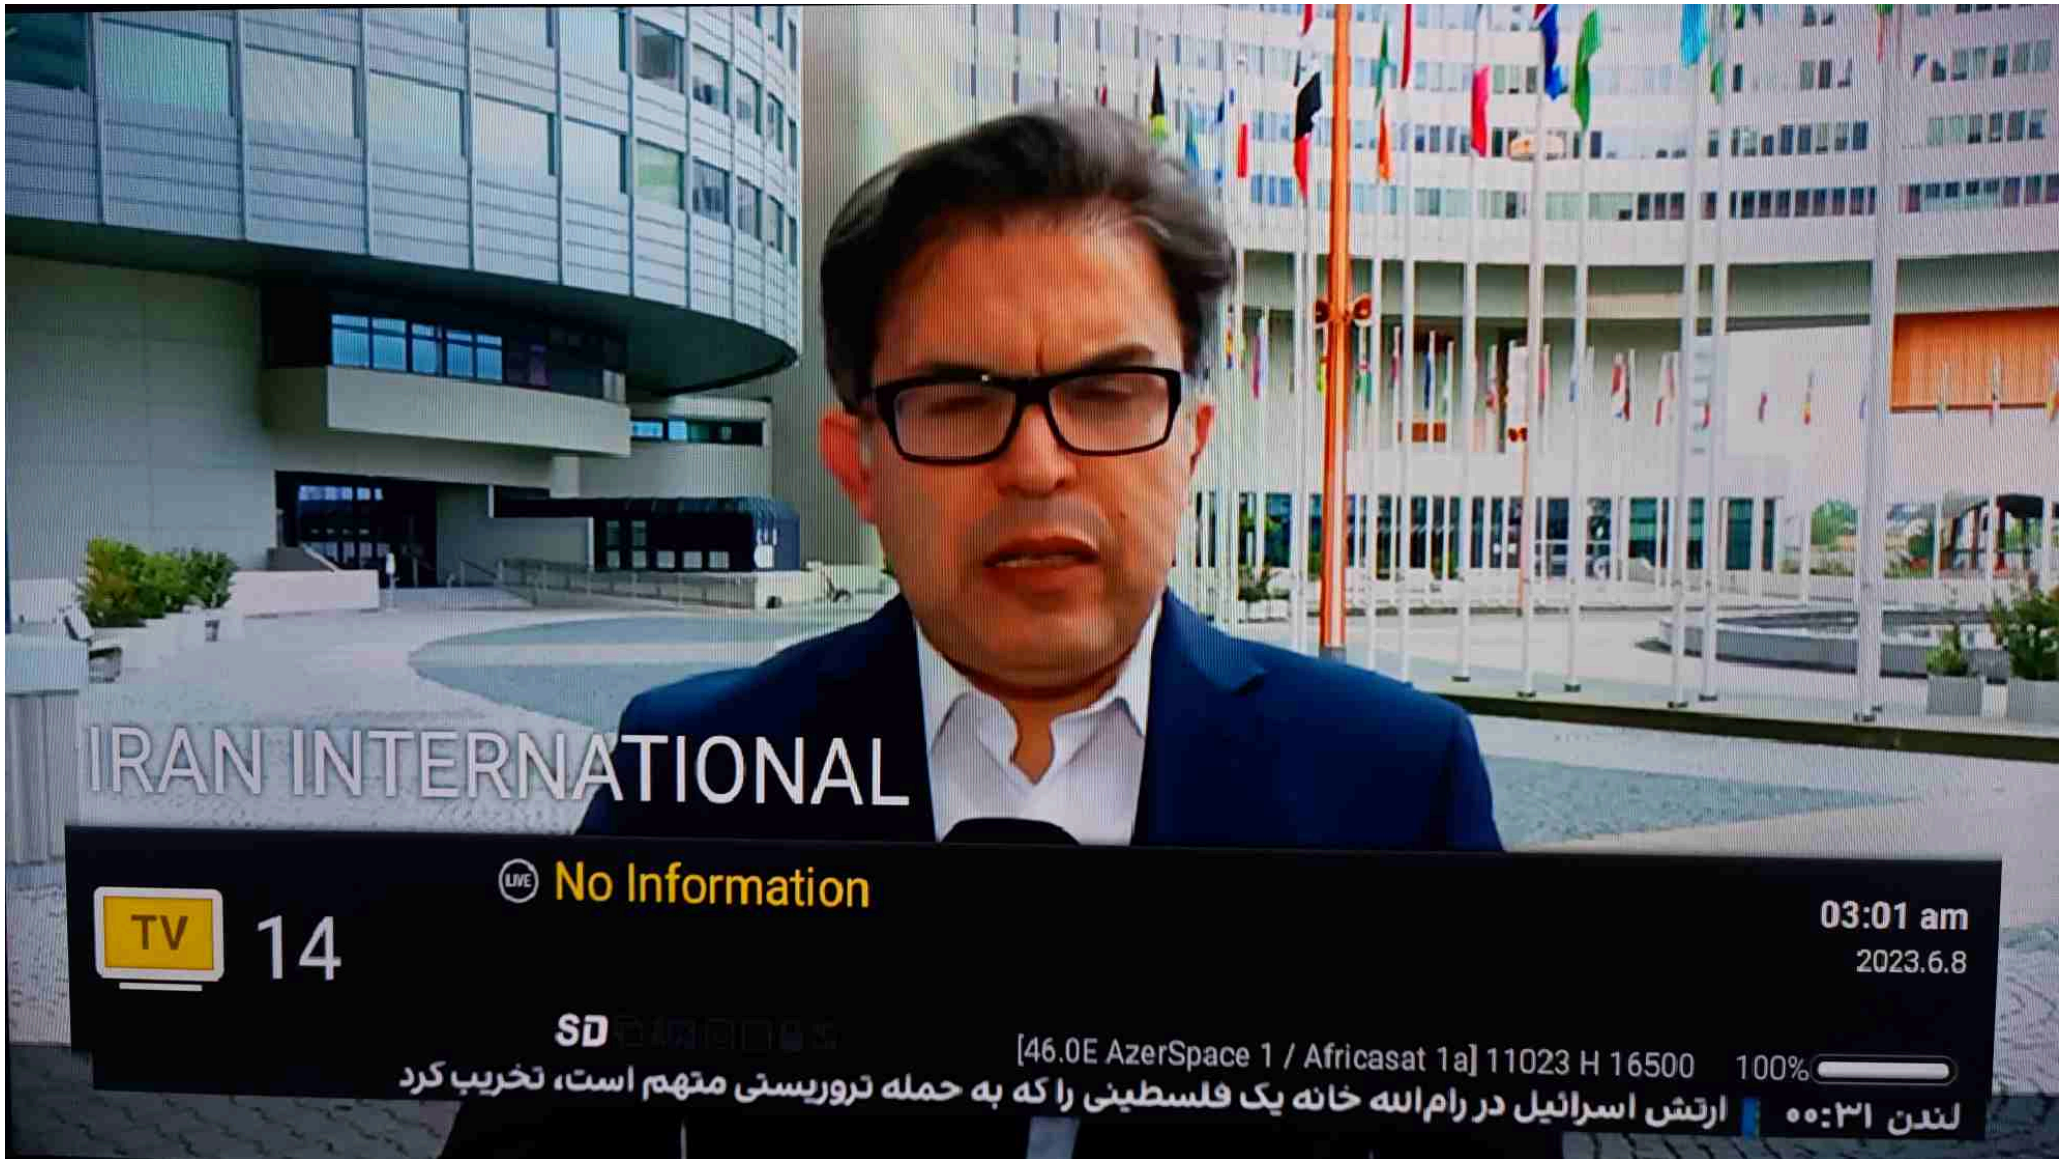 IRAN INTERNATIONAL
TV
14
LIVE
No Information
03:01 am
2023.6.8
SD
[46.0E AzerSpace 1 / Africasat 1a] 11023 H 16500
100%
ارتش اسرائیل در رام‌الله خانه یک فلسطینی را که به حمله تروریستی متهم است، تخریب کرد
لندن ۰۰:۳۱